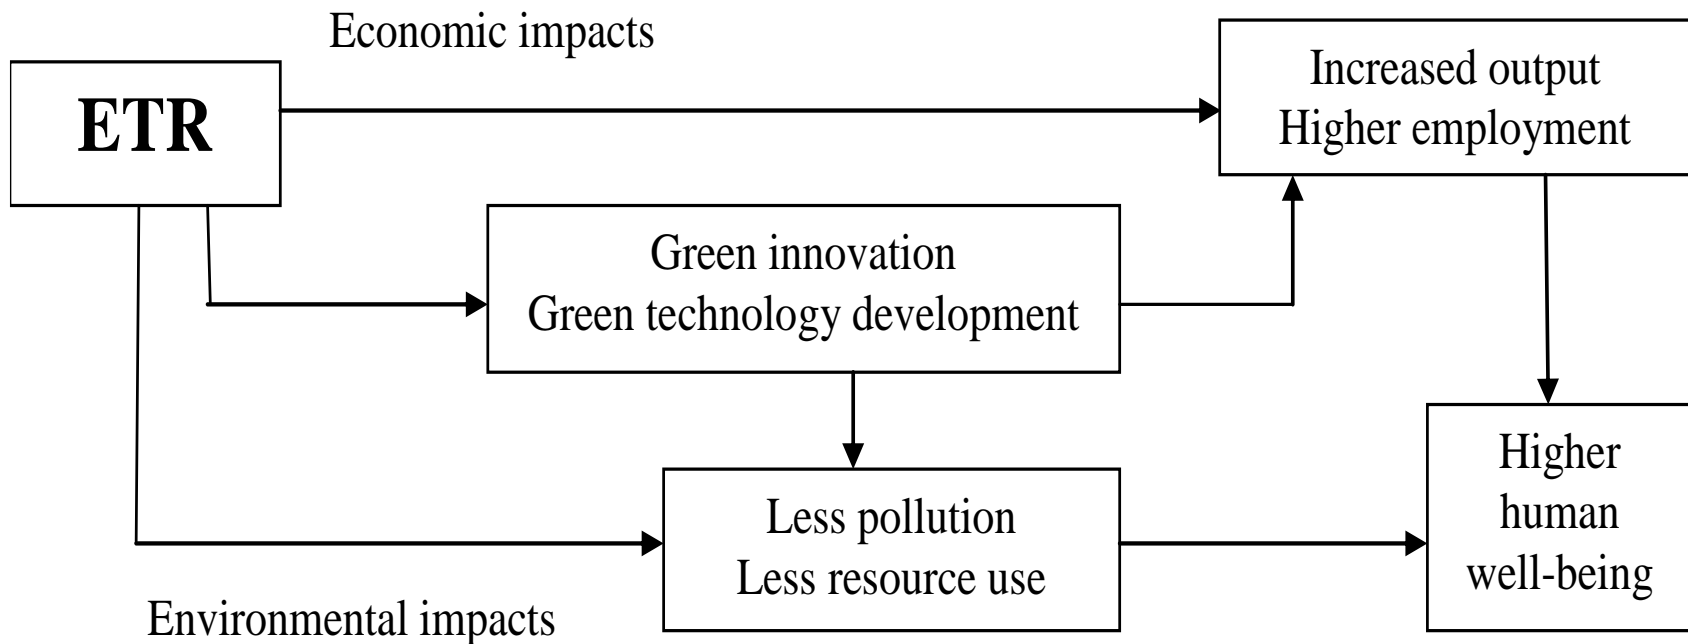 Economic impacts
ETR
Increased output
Higher employment
Green innovation
Green technology development
Less pollution
Less resource use
Higher
human
well-being
Environmental impacts